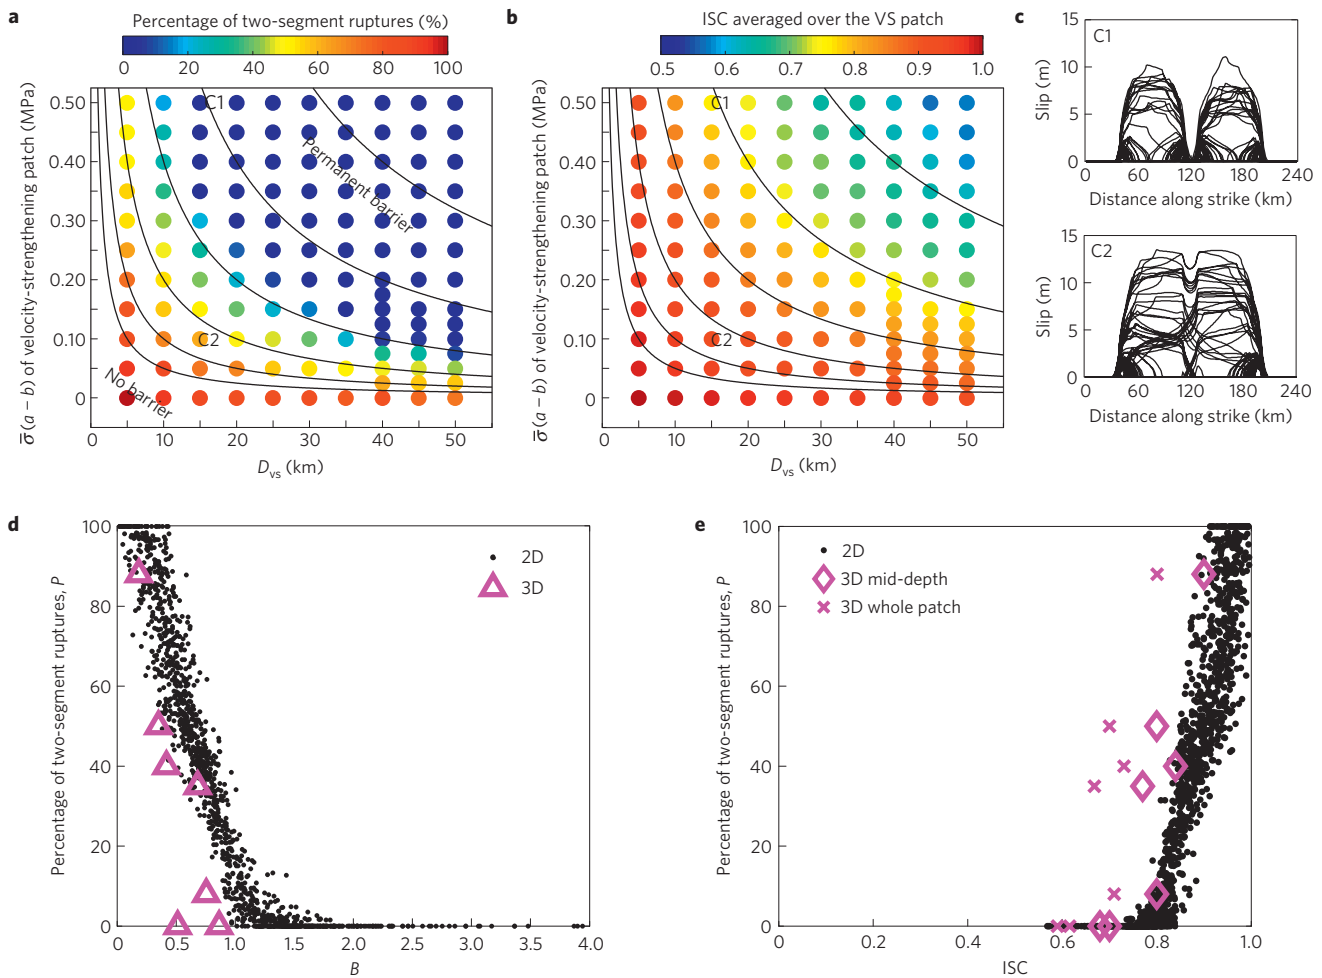 a
Percentage of two-segment ruptures (%)
0 20 40 60 80 100
σ̅(a − b) of velocity-strengthening patch (MPa)
0.50
0.40
0.30
0.20
0.10
0
C1
Permanent barrier
C2
No barrier
0 10 20 30 40 50
Dvs (km)
b
ISC averaged over the VS patch
0.5 0.6 0.7 0.8 0.9 1.0
σ̅(a − b) of velocity-strengthening patch (MPa)
0.50
0.40
0.30
0.20
0.10
0
C1
C2
0 10 20 30 40 50
Dvs (km)
c
C1
Slip (m)
15
10
5
0
0 60 120 180 240
Distance along strike (km)
C2
Slip (m)
15
10
5
0
0 60 120 180 240
Distance along strike (km)
d
Percentage of two-segment ruptures, P
100
80
60
40
20
0
2D
3D
0 0.5 1.0 1.5 2.0 2.5 3.0 3.5 4.0
B
e
Percentage of two-segment ruptures, P
100
80
60
40
20
0
2D
3D mid-depth
3D whole patch
0 0.2 0.4 0.6 0.8 1.0
ISC